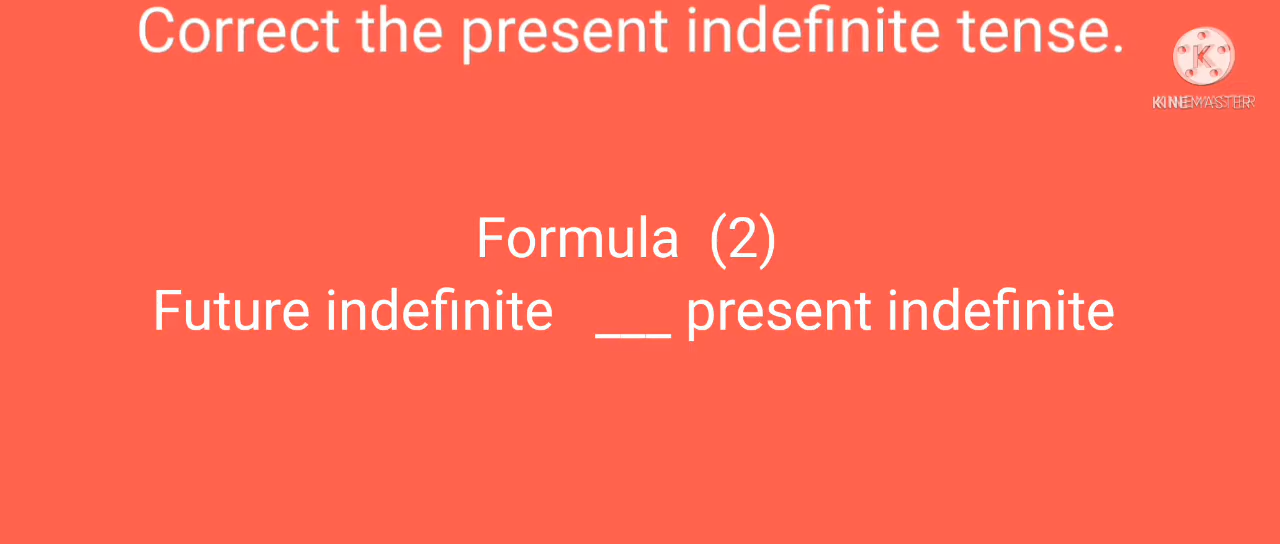 Correct the present indefinite tense.
K
KINEMASTER
Formula (2)
Future indefinite ___ present indefinite